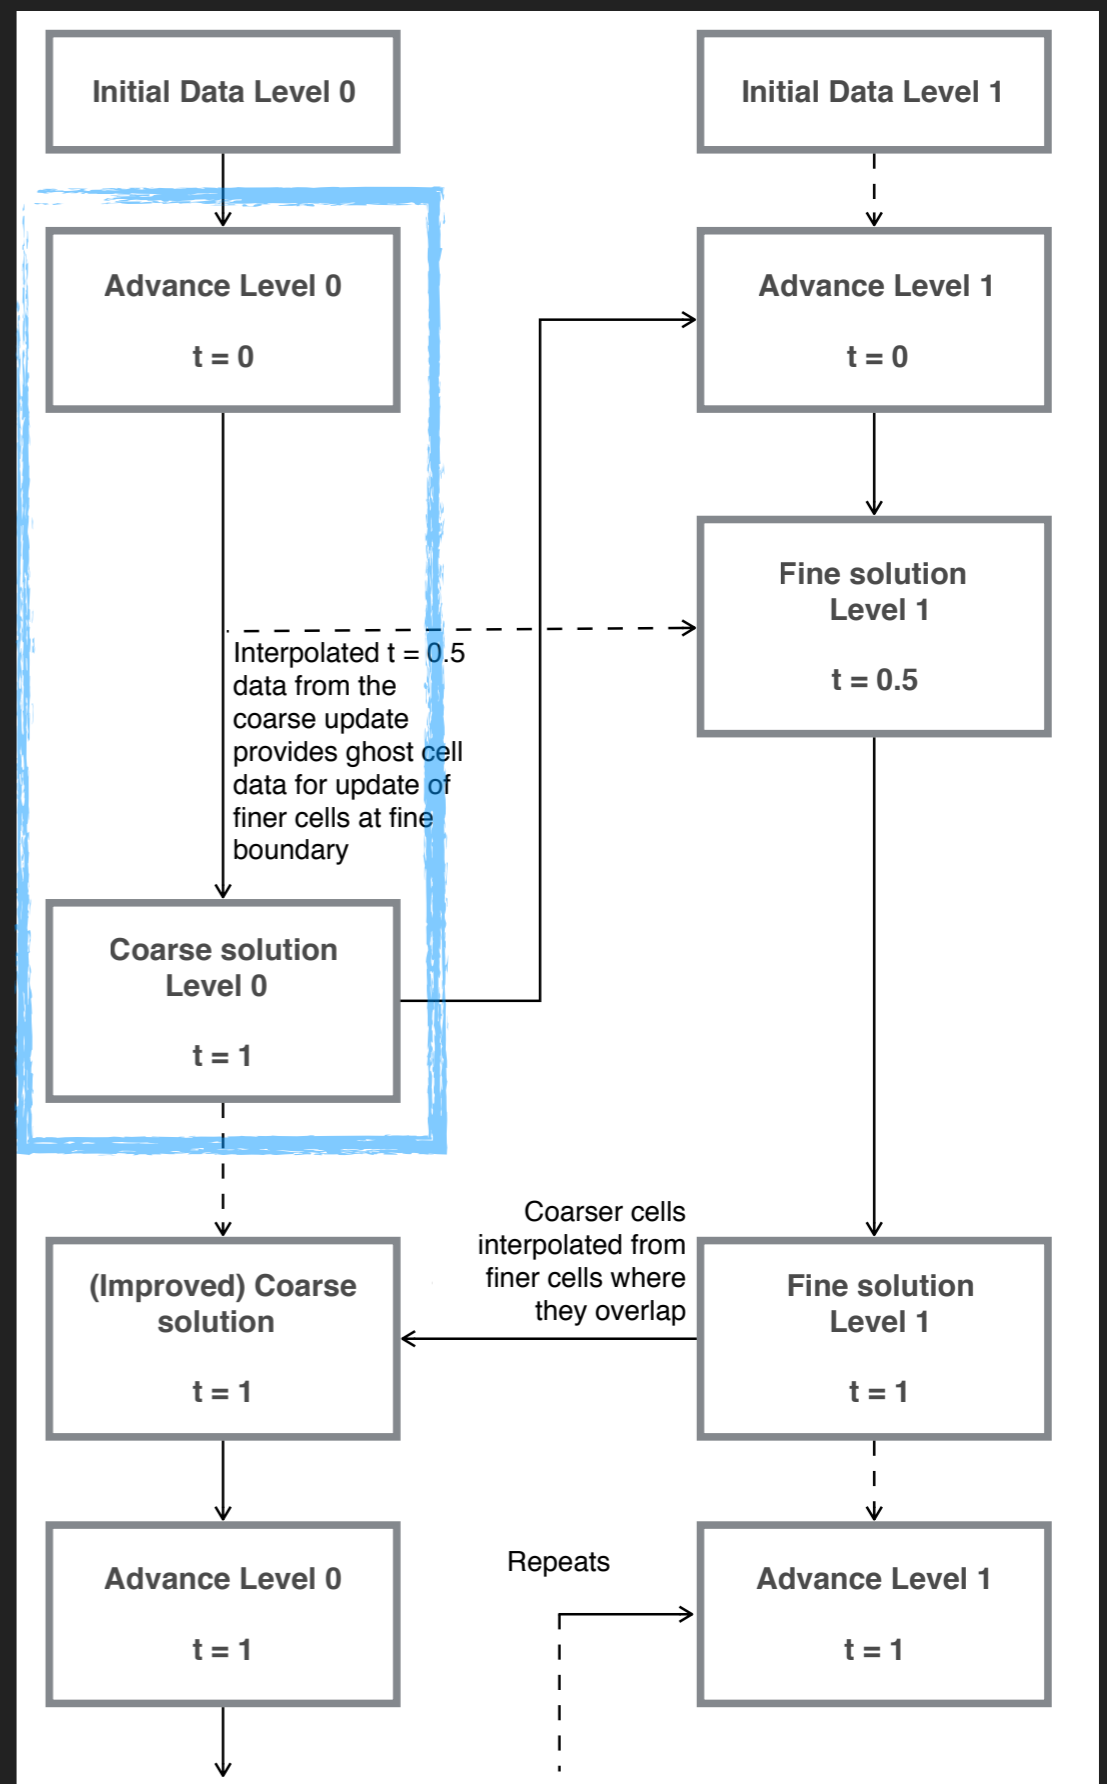 Initial Data Level 0
Initial Data Level 1
Advance Level 0
t = 0
Advance Level 1
t = 0
Fine solution
Level 1
t = 0.5
Interpolated t = 0.5
data from the
coarse update
provides ghost cell
data for update of
finer cells at fine
boundary
Coarse solution
Level 0
t = 1
Coarser cells
interpolated from
finer cells where
they overlap
(Improved) Coarse
solution
t = 1
Fine solution
Level 1
t = 1
Advance Level 0
t = 1
Repeats
Advance Level 1
t = 1